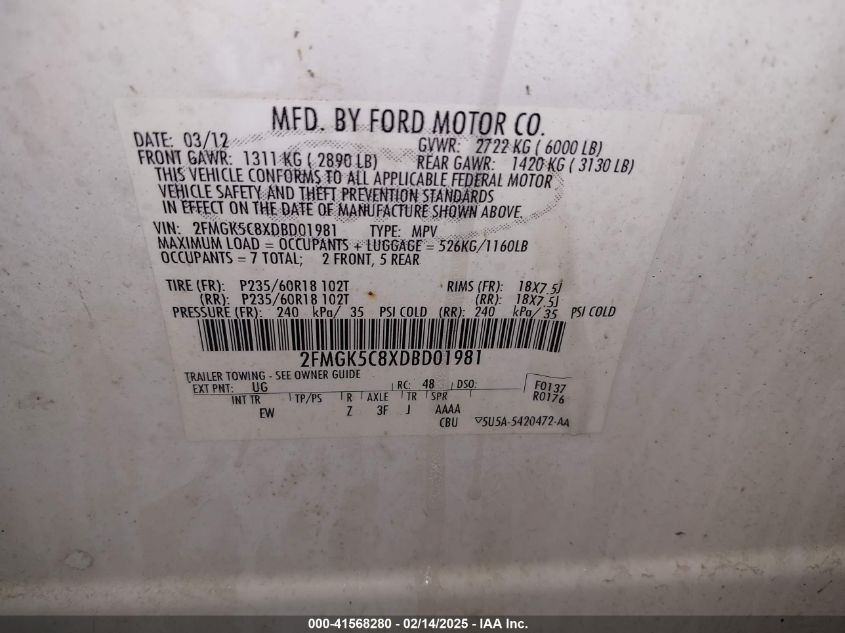 MFD. BY FORD MOTOR CO.
DATE: 03/12 GVWR: 2722 KG ( 6000 LB)
FRONT GAWR: 1311 KG ( 2890 LB) REAR GAWR: 1420 KG ( 3130 LB)
THIS VEHICLE CONFORMS TO ALL APPLICABLE FEDERAL MOTOR
VEHICLE SAFETY AND THEFT PREVENTION STANDARDS
IN EFFECT ON THE DATE OF MANUFACTURE SHOWN ABOVE.
VIN: 2FMGK5C8XDBD01981 TYPE: MPV
MAXIMUM LOAD = OCCUPANTS + LUGGAGE = 526KG/1160LB
OCCUPANTS = 7 TOTAL; 2 FRONT, 5 REAR
TIRE (FR): P235/60R18 102T RIMS (FR): 18X7.5J
(RR): P235/60R18 102T (RR): 18X7.5J
PRESSURE (FR): 240 kPa/ 35 PSI COLD (RR): 240 kPa/ 35 PSI COLD
2FMGK5C8XDBD01981
TRAILER TOWING - SEE OWNER GUIDE
EXT PNT: UG RC: 48 DSO: F0137
R0176
INT TR TP/PS R AXLE TR SPR
EW Z 3F J AAAA
CBU 5U5A-5420472-AA
000-41568280 - 02/14/2025 - IAA Inc.